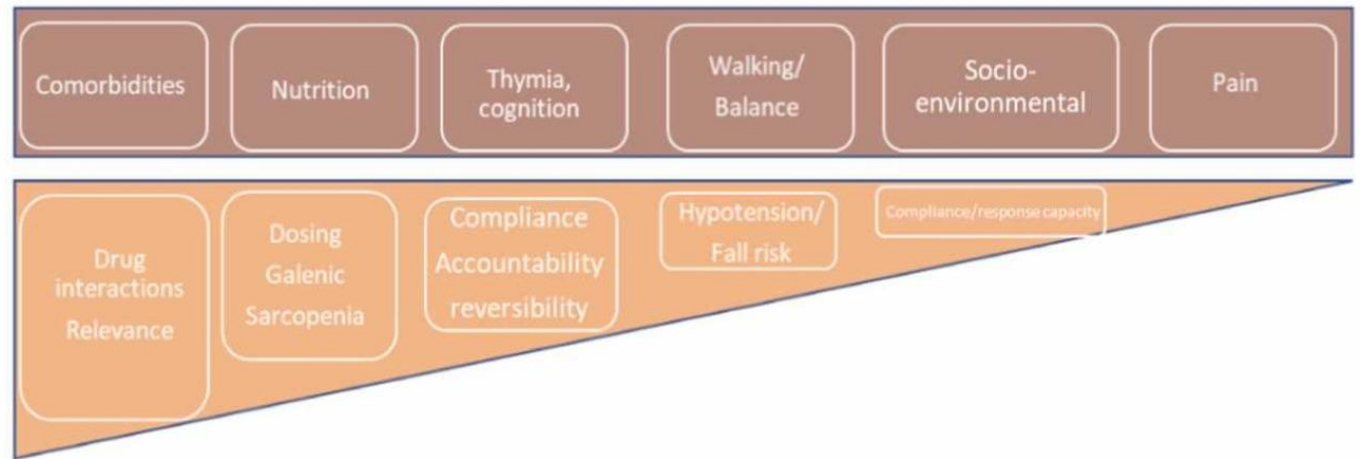 Comorbidities
Nutrition
Thymia,
cognition
Walking/
Balance
Socio-
environmental
Pain
Drug
interactions
Relevance
Dosing
Galenic
Sarcopenia
Compliance
Accountability
reversibility
Hypotension/
Fall risk
Compliance/response capacity